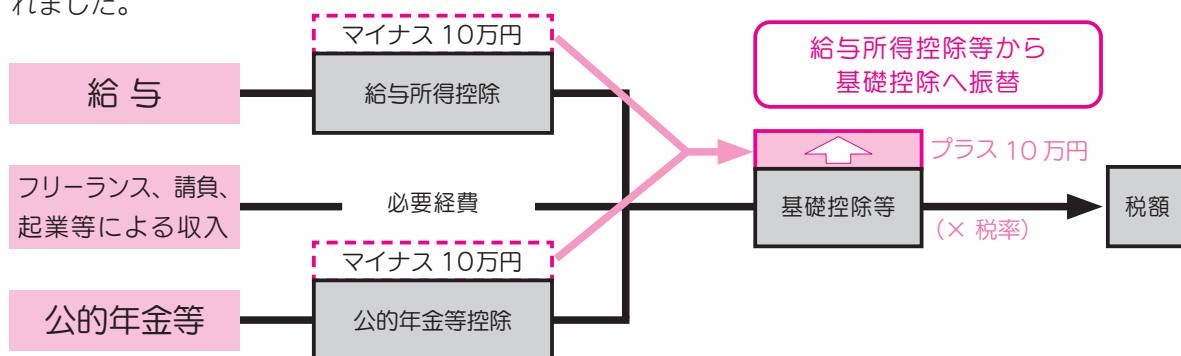 れました。
マイナス 10万円
給与所得控除等から
基礎控除へ振替
給 与
給与所得控除
プラス 10 万円
フリーランス、請負、
起業等による収入
必要経費
基礎控除等
税額
(× 税率)
マイナス 10万円
公的年金等
公的年金等控除